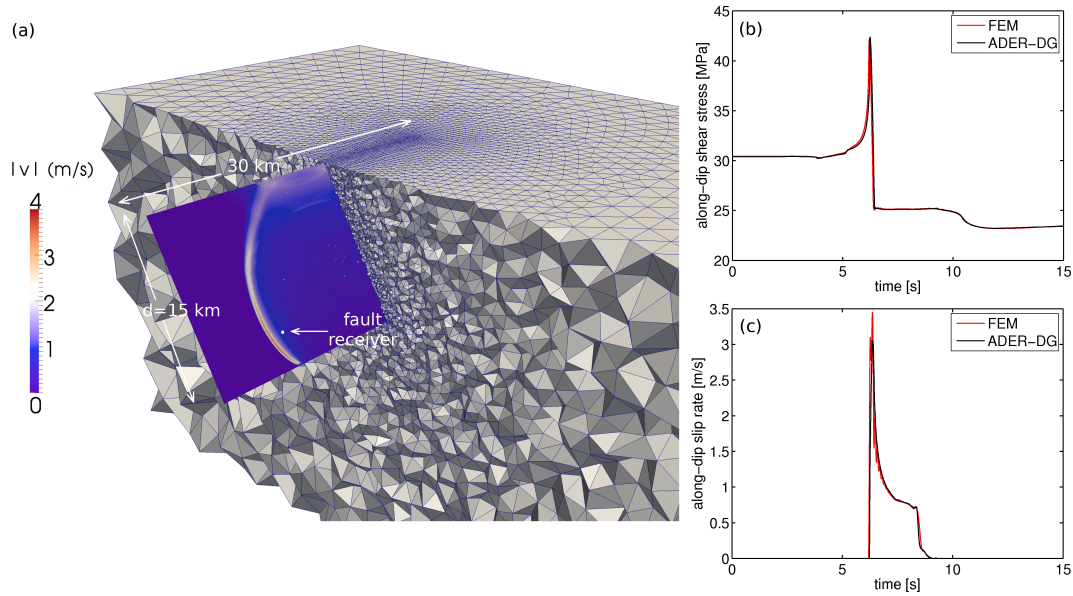 (a)
30 km
|v| (m/s)
4
3
2
1
0
d=15 km
fault
receiver
(b)
FEM
ADER-DG
along-dip shear stress [MPa]
45
40
35
30
25
20
0 5 10 15
time [s]
(c)
FEM
ADER-DG
along-dip slip rate [m/s]
3.5
3
2.5
2
1.5
1
0.5
0
0 5 10 15
time [s]